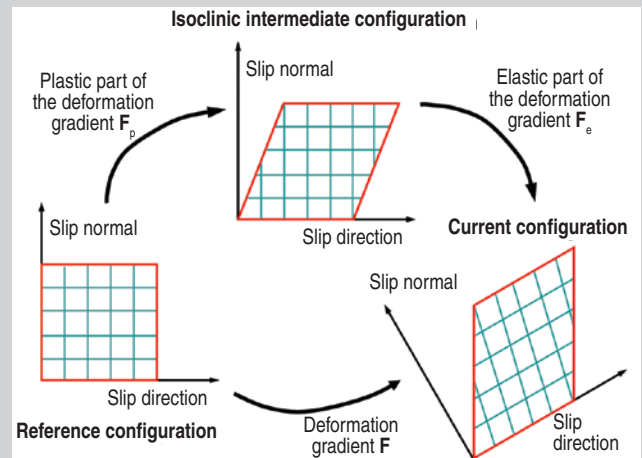 Isoclinic intermediate configuration
Plastic part of
the deformation
gradient Fp
Slip normal
Elastic part of
the deformation
gradient Fe
Slip direction
Slip normal
Current configuration
Slip normal
Slip direction
Reference configuration
Deformation
gradient F
Slip
direction